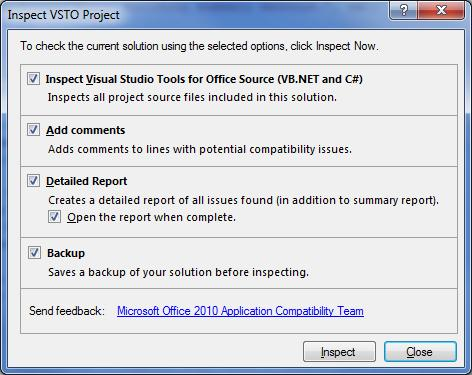 Inspect VSTO Project
To check the current solution using the selected options, click Inspect Now.
Inspect Visual Studio Tools for Office Source (VB.NET and C#)
Inspects all project source files included in this solution.
Add comments
Adds comments to lines with potential compatibility issues.
Detailed Report
Creates a detailed report of all issues found (in addition to summary report).
Open the report when complete.
Backup
Saves a backup of your solution before inspecting.
Send feedback: Microsoft Office 2010 Application Compatibility Team
Inspect Close